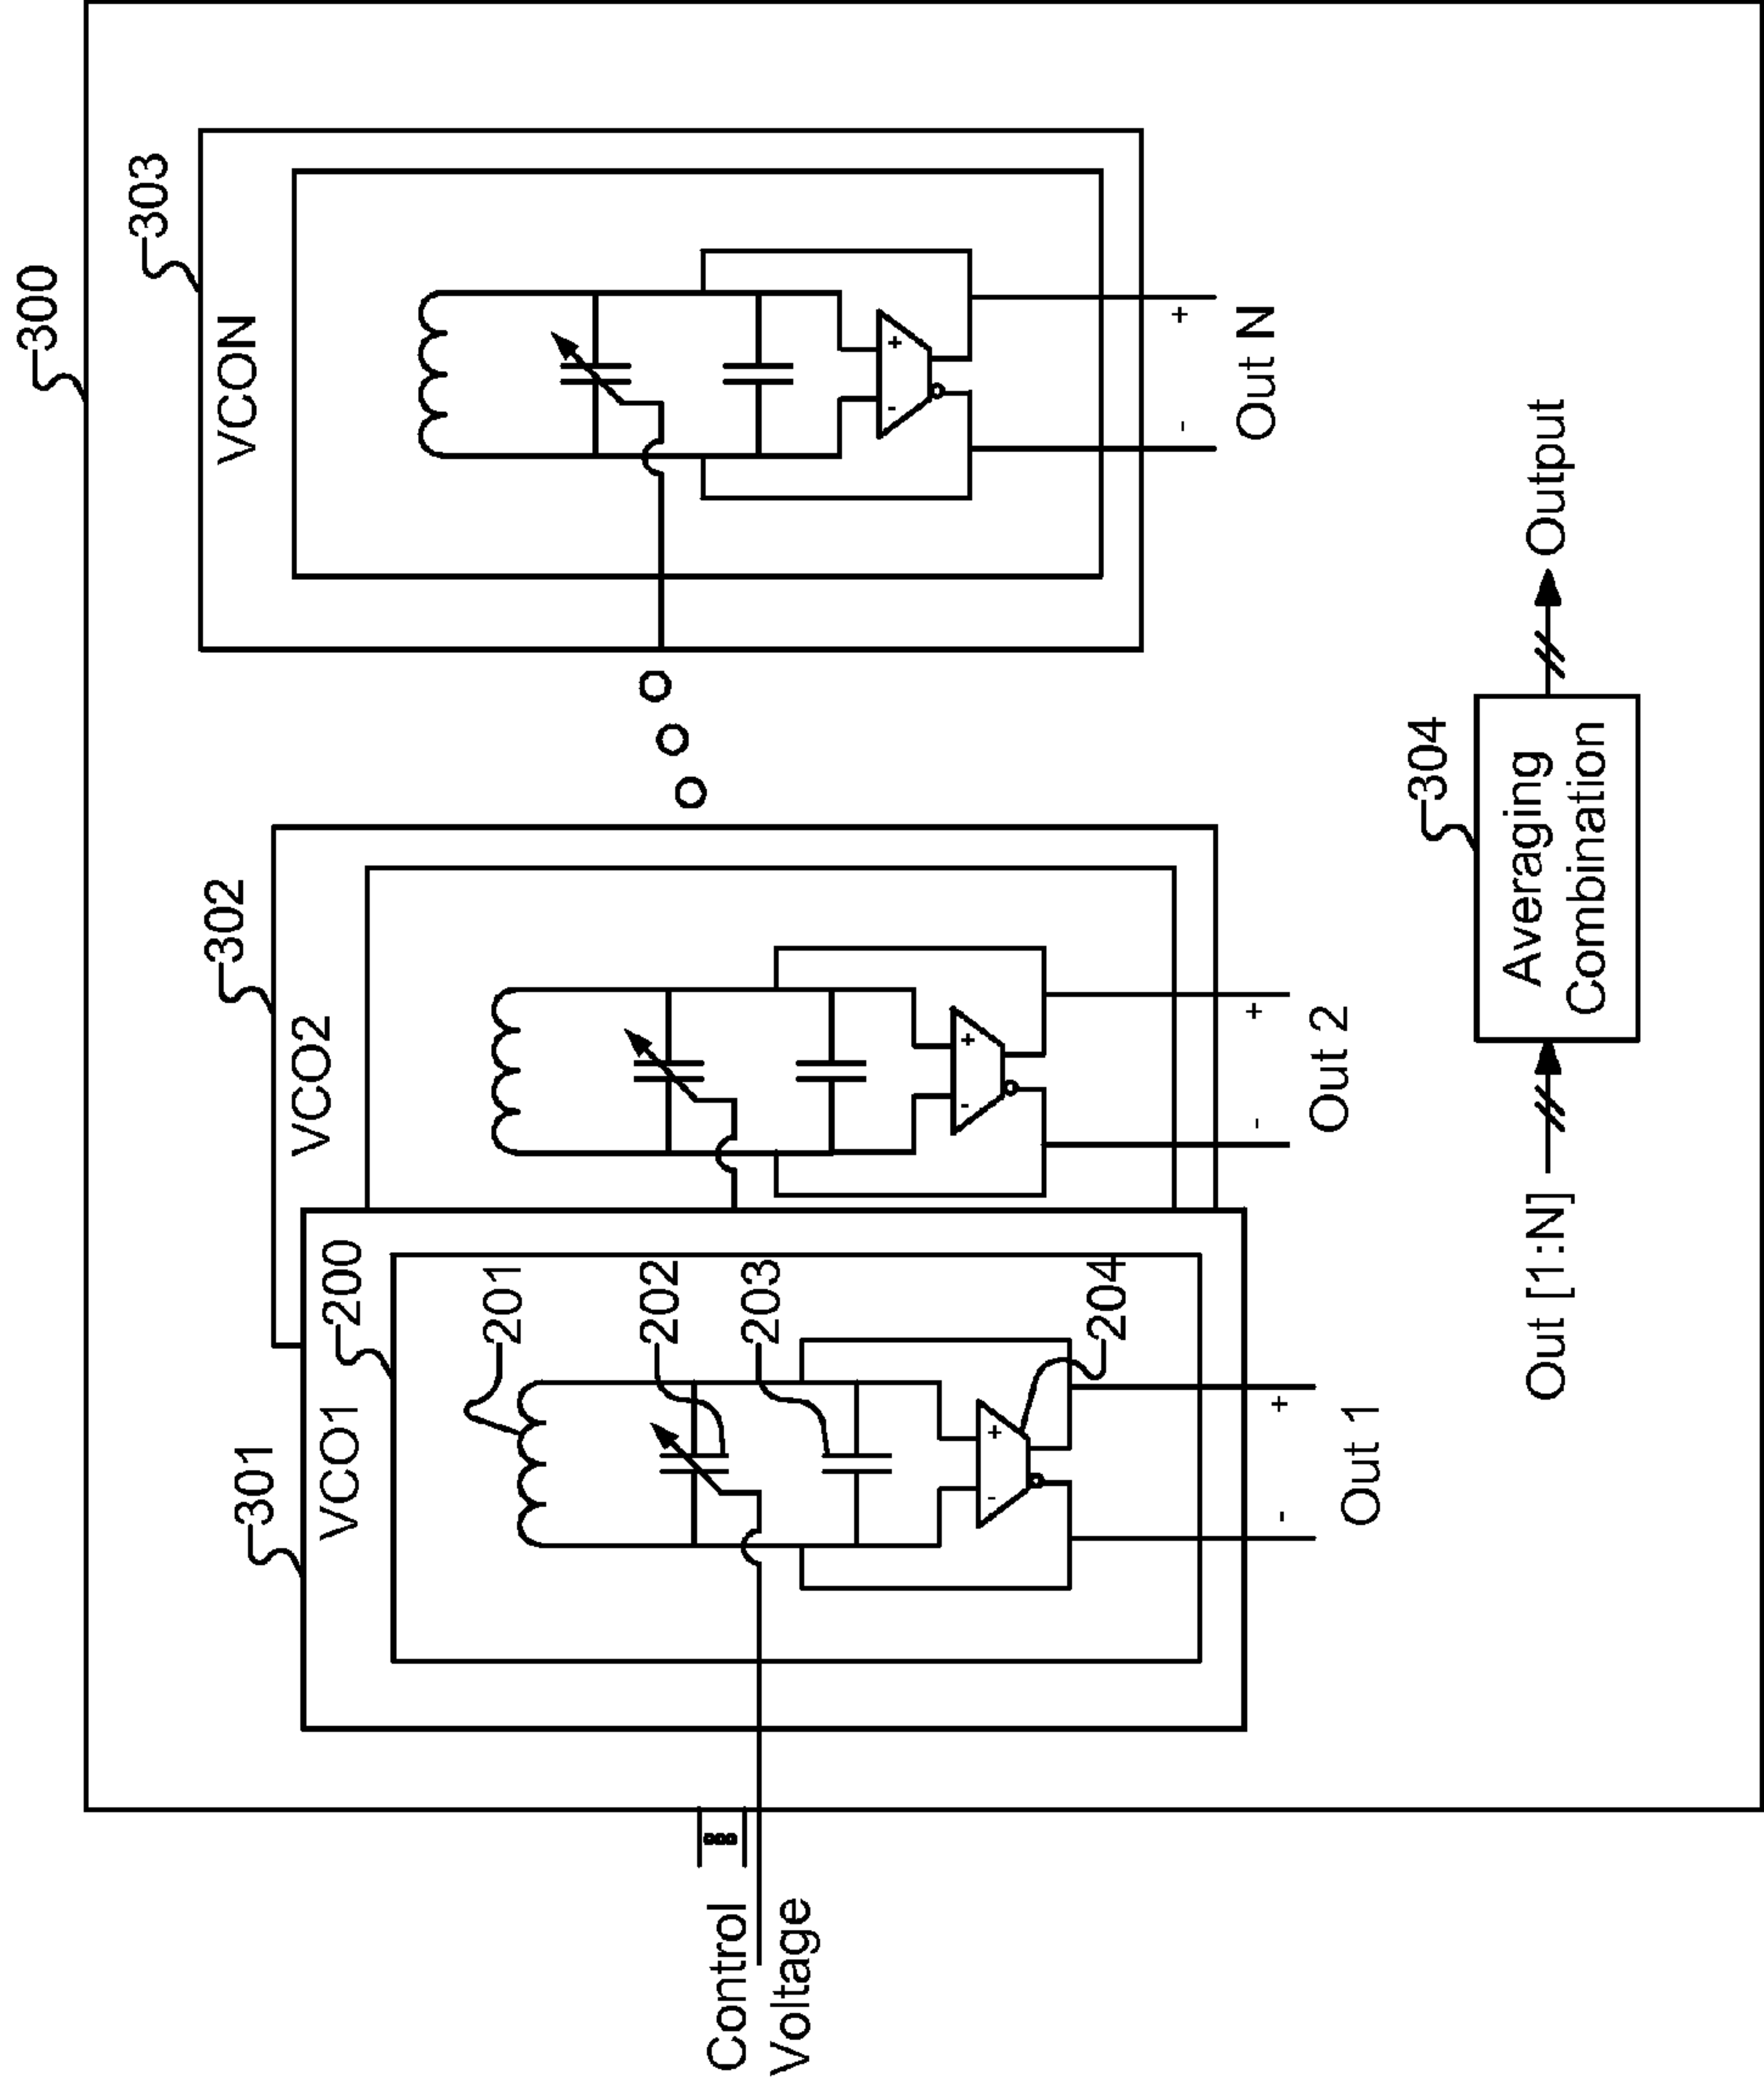 300
301
302
303
VCO1
VCO2
VCON
200
201
202
203
204
+
-
+
-
+
-
Control
Voltage
-
+
-
+
-
+
Out 1
Out 2
Out N
304
Out [1:N]
Averaging
Combination
Output